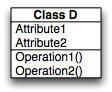 Class D
Attribute1
Attribute2
Operation1()
Operation2()